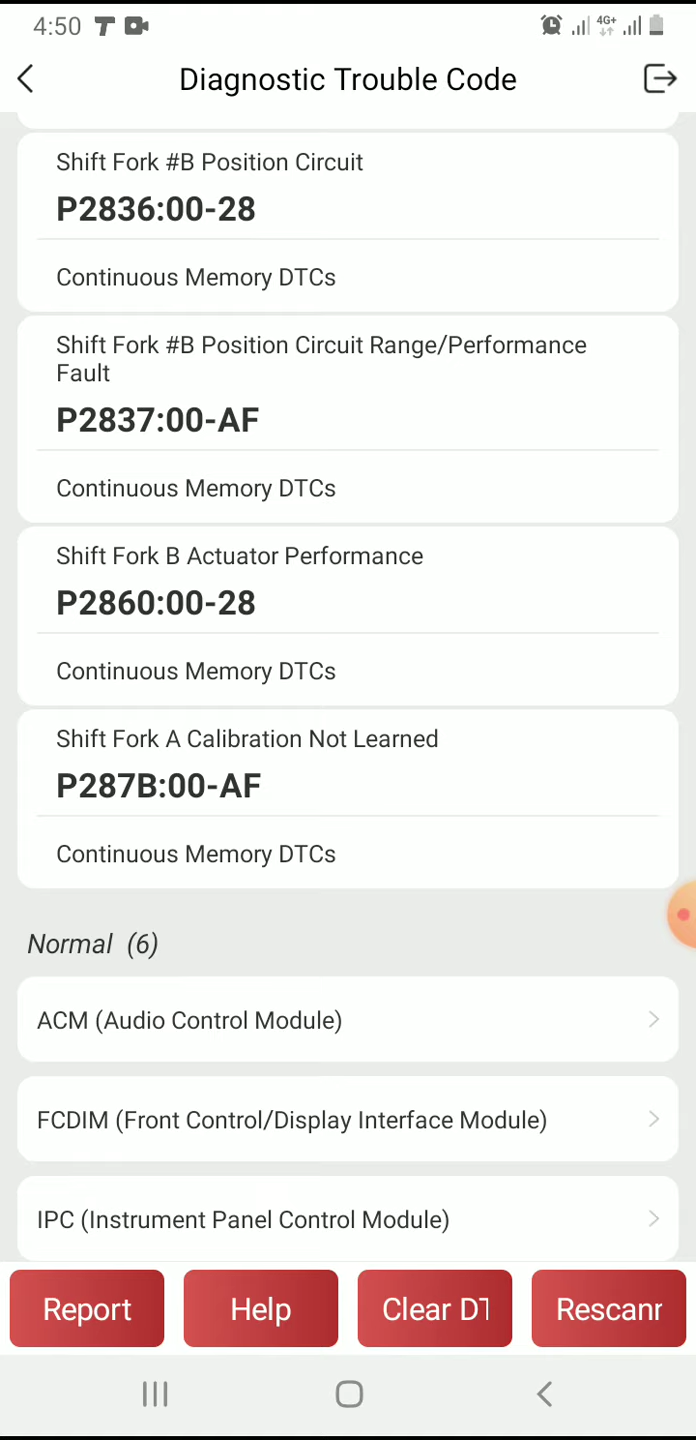 4:50
4G+
Diagnostic Trouble Code
Shift Fork #B Position Circuit
P2836:00-28
Continuous Memory DTCs
Shift Fork #B Position Circuit Range/Performance
Fault
P2837:00-AF
Continuous Memory DTCs
Shift Fork B Actuator Performance
P2860:00-28
Continuous Memory DTCs
Shift Fork A Calibration Not Learned
P287B:00-AF
Continuous Memory DTCs
Normal (6)
ACM (Audio Control Module)
FCDIM (Front Control/Display Interface Module)
IPC (Instrument Panel Control Module)
Report Help Clear DT Rescanr